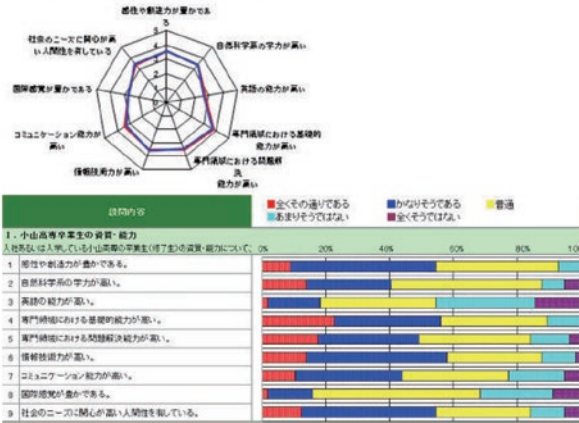 感性や創造力が豊かであ
る
社会のニーズに関心が高
い人間性を有している
自然科学系の学力が高い
国際感覚が豊かである
英語の能力が高い
コミュニケーション能力が
高い
専門領域における基礎的
能力が高い
情報技術力が高い
専門領域における問題解
決
能力が高い
5
4
3
2
1
0
設問内容
全くその通りである
かなりそうである
普通
あまりそうではない
全くそうではない
I.小山高専卒業生の資質・能力
入社あるいは入学している小山高専の卒業生(修了生)の資質・能力について、
0% 20% 40% 60% 80%
1 感性や創造力が豊かである。
2 自然科学系の学力が高い。
3 英語の能力が高い。
4 専門領域における基礎的能力が高い。
5 専門領域における問題解決能力が高い。
6 情報技術力が高い。
7 コミュニケーション能力が高い。
8 国際感覚が豊かである。
9 社会のニーズに関心が高い人間性を有している。